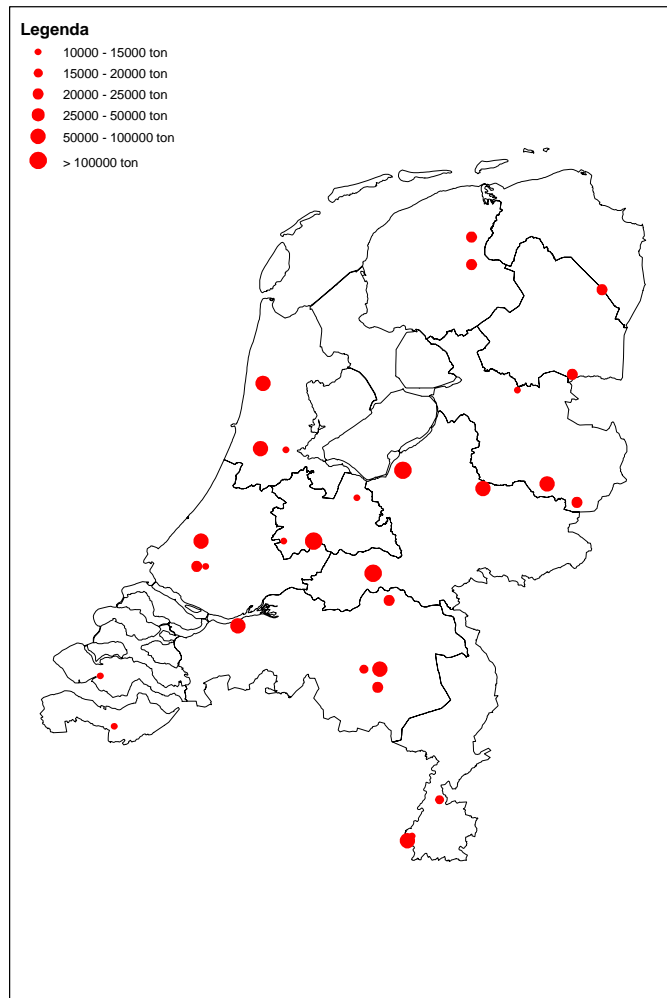 Legenda
10000 - 15000 ton
15000 - 20000 ton
20000 - 25000 ton
25000 - 50000 ton
50000 - 100000 ton
> 100000 ton